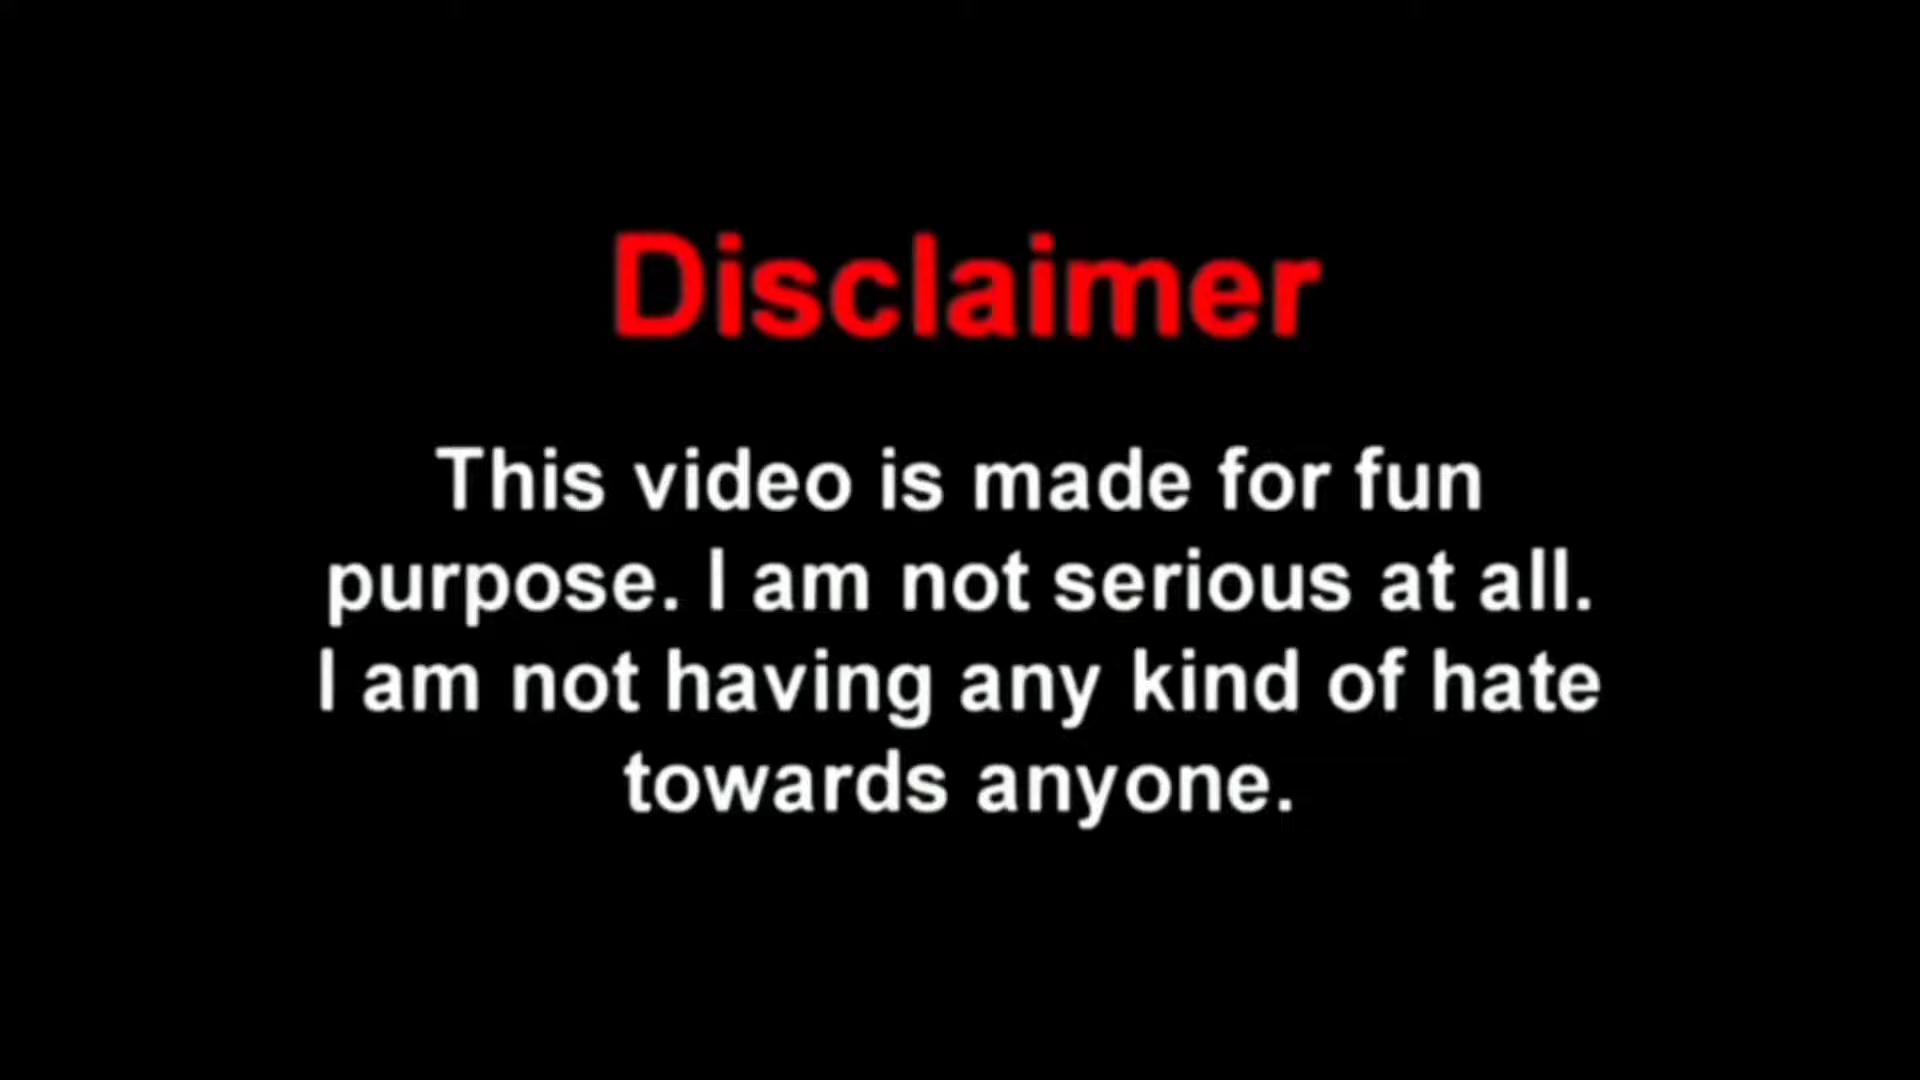 Disclaimer
This video is made for fun
purpose. I am not serious at all.
I am not having any kind of hate
towards anyone.